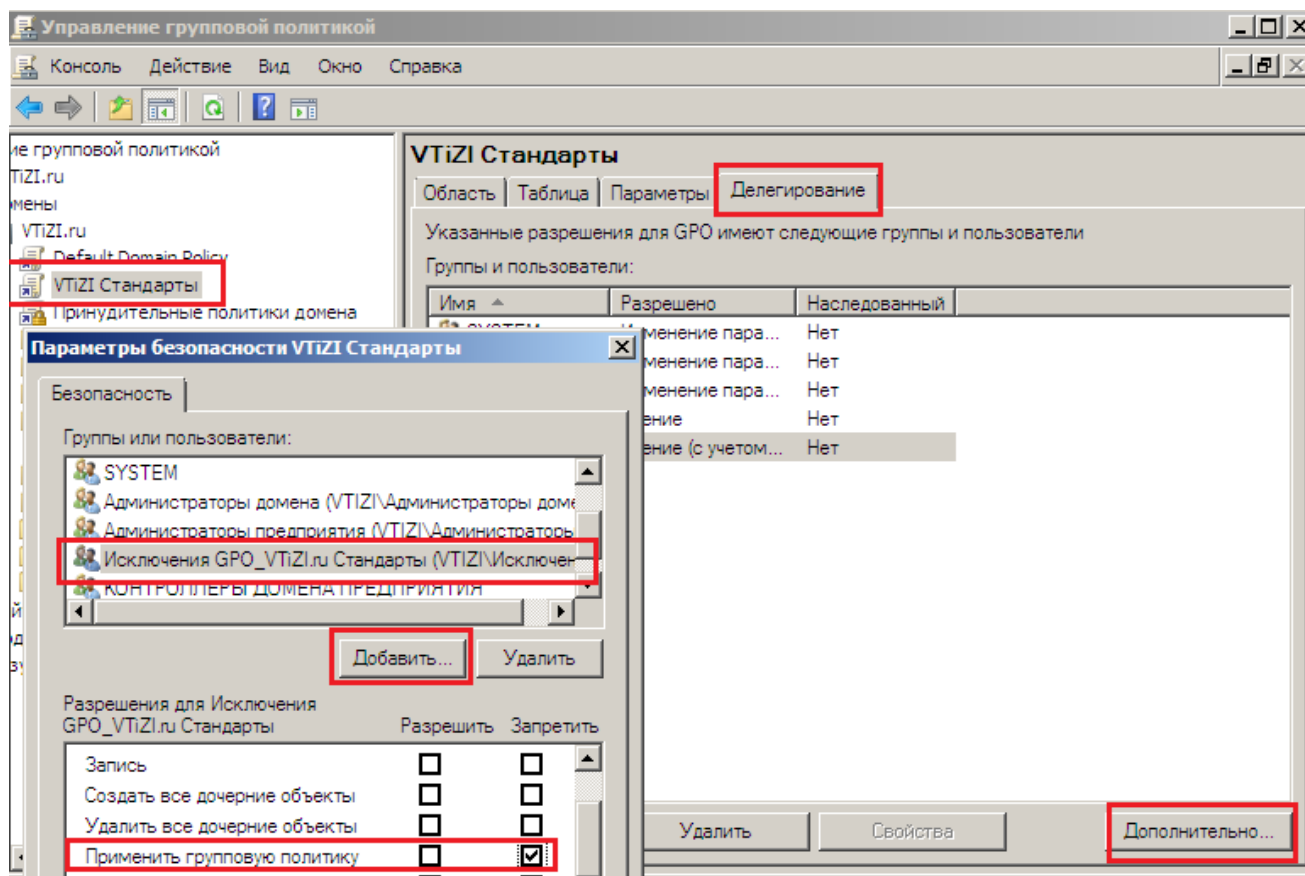 Управление групповой политикой
Консоль Действие Вид Окно Справка
ие групповой политикой
TiZI.ru
мены
VTiZI.ru
Default Domain Policy
VTiZI Стандарты
Принудительные политики домена
VTiZI Стандарты
Область Таблица Параметры Делегирование
Указанные разрешения для GPO имеют следующие группы и пользователи
Группы и пользователи:
Имя Разрешено Наследованный
SYSTEM Изменение пара... Нет
менение пара... Нет
менение пара... Нет
ение Нет
ение (с учетом... Нет
Удалить Свойства Дополнительно...
Параметры безопасности VTiZI Стандарты
Безопасность
Группы или пользователи:
SYSTEM
Администраторы домена (VTIZI\Администраторы доме
Администраторы предприятия (VTIZI\Администраторы
Исключения GPO_VTiZI.ru Стандарты (VTIZI\Исключен
КОНТРОЛЛЕРЫ ДОМЕНА ПРЕДПРИЯТИЯ
Добавить... Удалить
Разрешения для Исключения
GPO_VTiZI.ru Стандарты Разрешить Запретить
Запись
Создать все дочерние объекты
Удалить все дочерние объекты
Применить групповую политику